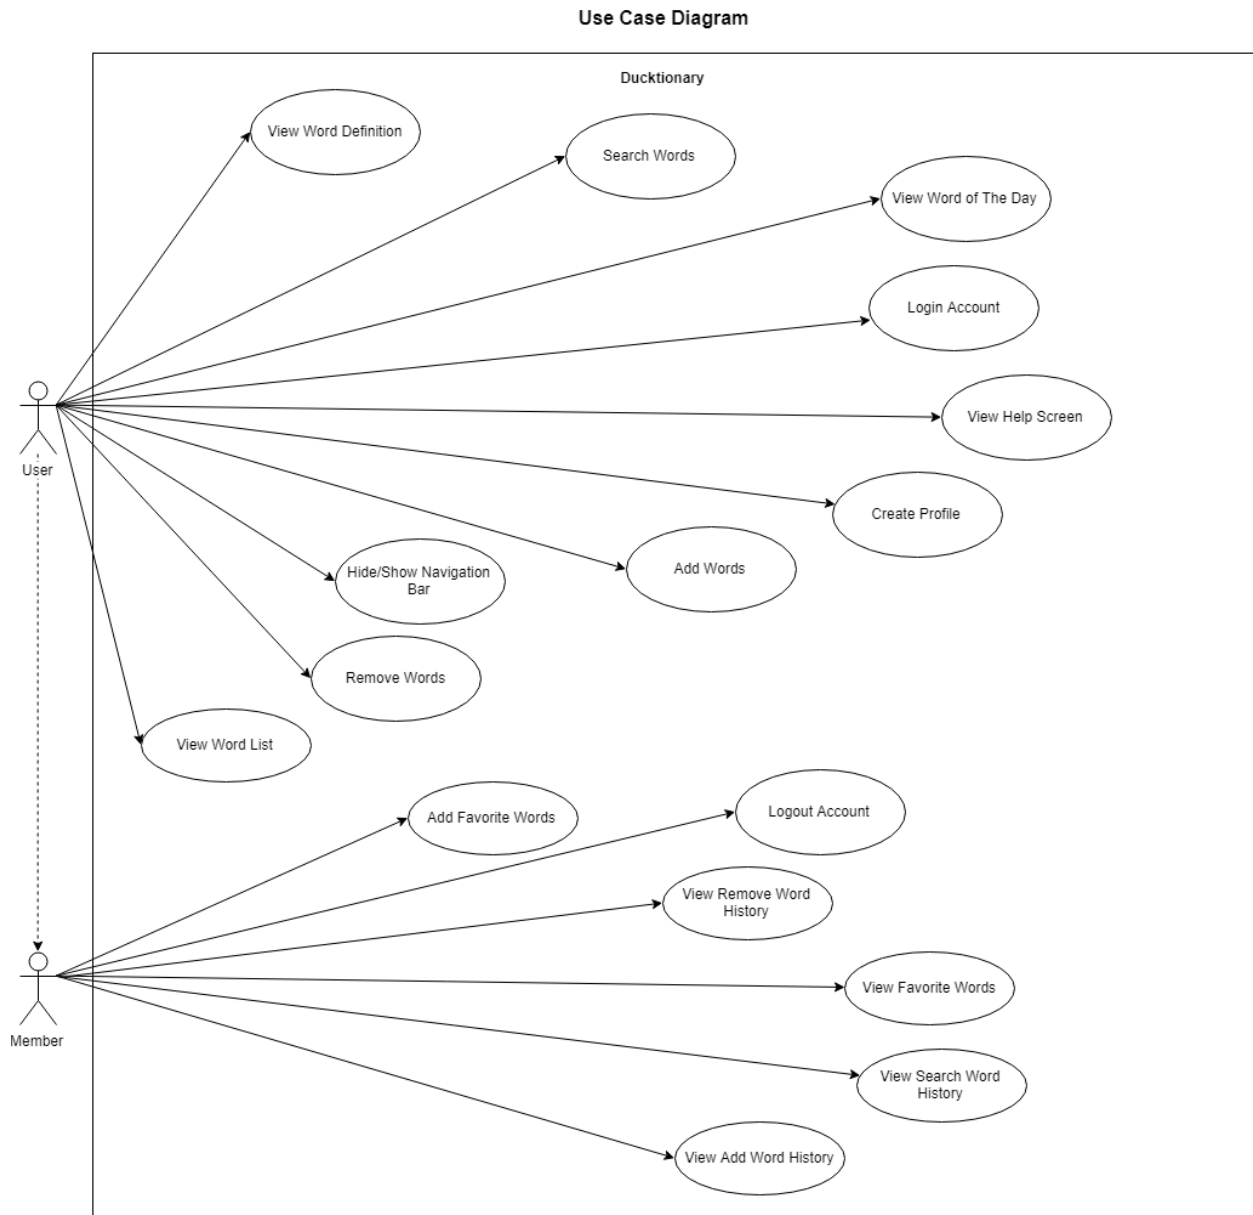 Use Case Diagram
Ducktionary
View Word Definition
Search Words
View Word of The Day
Login Account
View Help Screen
User
Create Profile
Add Words
Hide/Show Navigation
Bar
Remove Words
View Word List
Add Favorite Words
Logout Account
View Remove Word
History
View Favorite Words
Member
View Search Word
History
View Add Word History